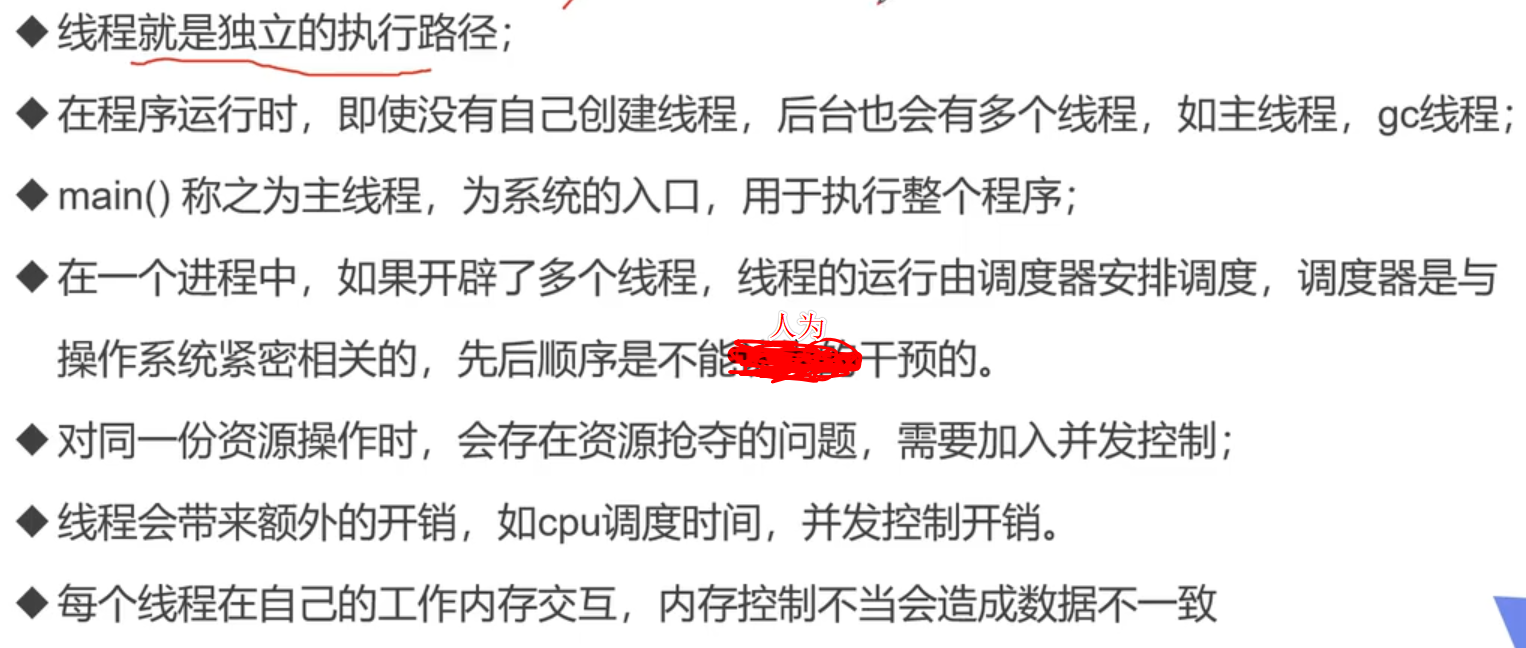 ◆线程就是独立的执行路径；
◆在程序运行时，即使没有自己创建线程，后台也会有多个线程，如主线程，gc线程；
◆main() 称之为主线程，为系统的入口，用于执行整个程序；
◆在一个进程中，如果开辟了多个线程，线程的运行由调度器安排调度，调度器是与
人为
操作系统紧密相关的，先后顺序是不能干预的。
◆对同一份资源操作时，会存在资源抢夺的问题，需要加入并发控制；
◆线程会带来额外的开销，如cpu调度时间，并发控制开销。
◆每个线程在自己的工作内存交互，内存控制不当会造成数据不一致